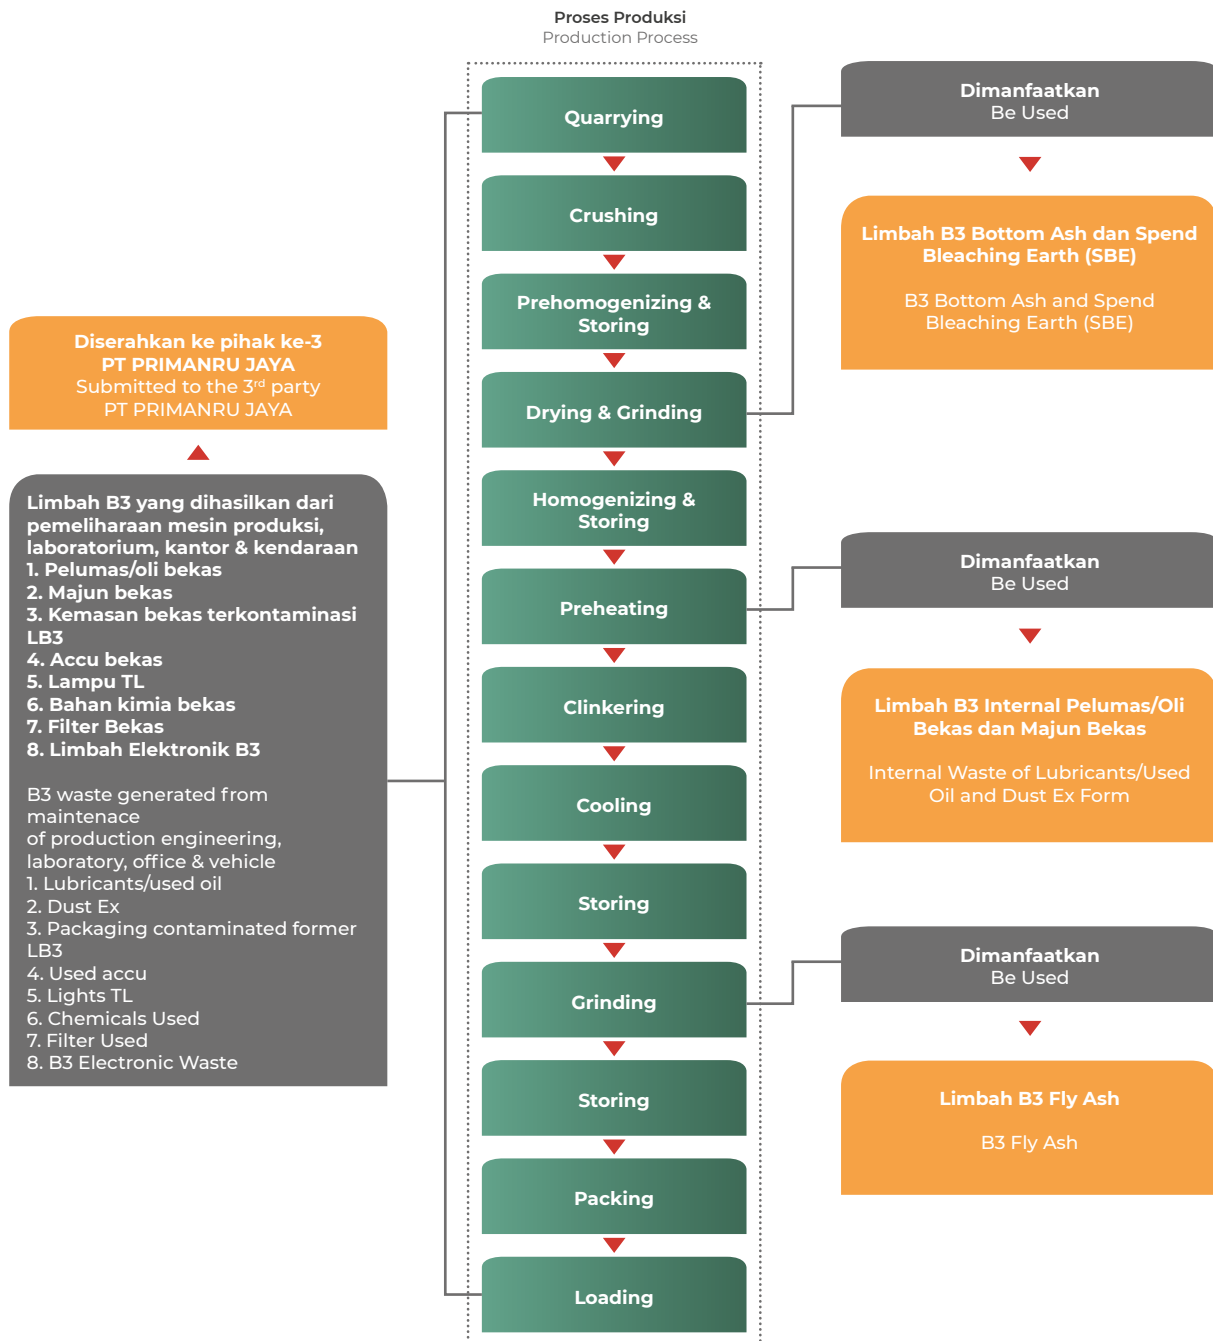 Proses Produksi
Production Process
Quarrying
Crushing
Prehomogenizing &
Storing
Drying & Grinding
Homogenizing &
Storing
Preheating
Clinkering
Cooling
Storing
Grinding
Storing
Packing
Loading
Diserahkan ke pihak ke-3
PT PRIMANRU JAYA
Submitted to the 3rd party
PT PRIMANRU JAYA
Limbah B3 yang dihasilkan dari
pemeliharaan mesin produksi,
laboratorium, kantor & kendaraan
1. Pelumas/oli bekas
2. Majun bekas
3. Kemasan bekas terkontaminasi
LB3
4. Accu bekas
5. Lampu TL
6. Bahan kimia bekas
7. Filter Bekas
8. Limbah Elektronik B3
B3 waste generated from
maintenace
of production engineering,
laboratory, office & vehicle
1. Lubricants/used oil
2. Dust Ex
3. Packaging contaminated former
LB3
4. Used accu
5. Lights TL
6. Chemicals Used
7. Filter Used
8. B3 Electronic Waste
Dimanfaatkan
Be Used
Limbah B3 Bottom Ash dan Spend
Bleaching Earth (SBE)
B3 Bottom Ash and Spend
Bleaching Earth (SBE)
Dimanfaatkan
Be Used
Limbah B3 Internal Pelumas/Oli
Bekas dan Majun Bekas
Internal Waste of Lubricants/Used
Oil and Dust Ex Form
Dimanfaatkan
Be Used
Limbah B3 Fly Ash
B3 Fly Ash